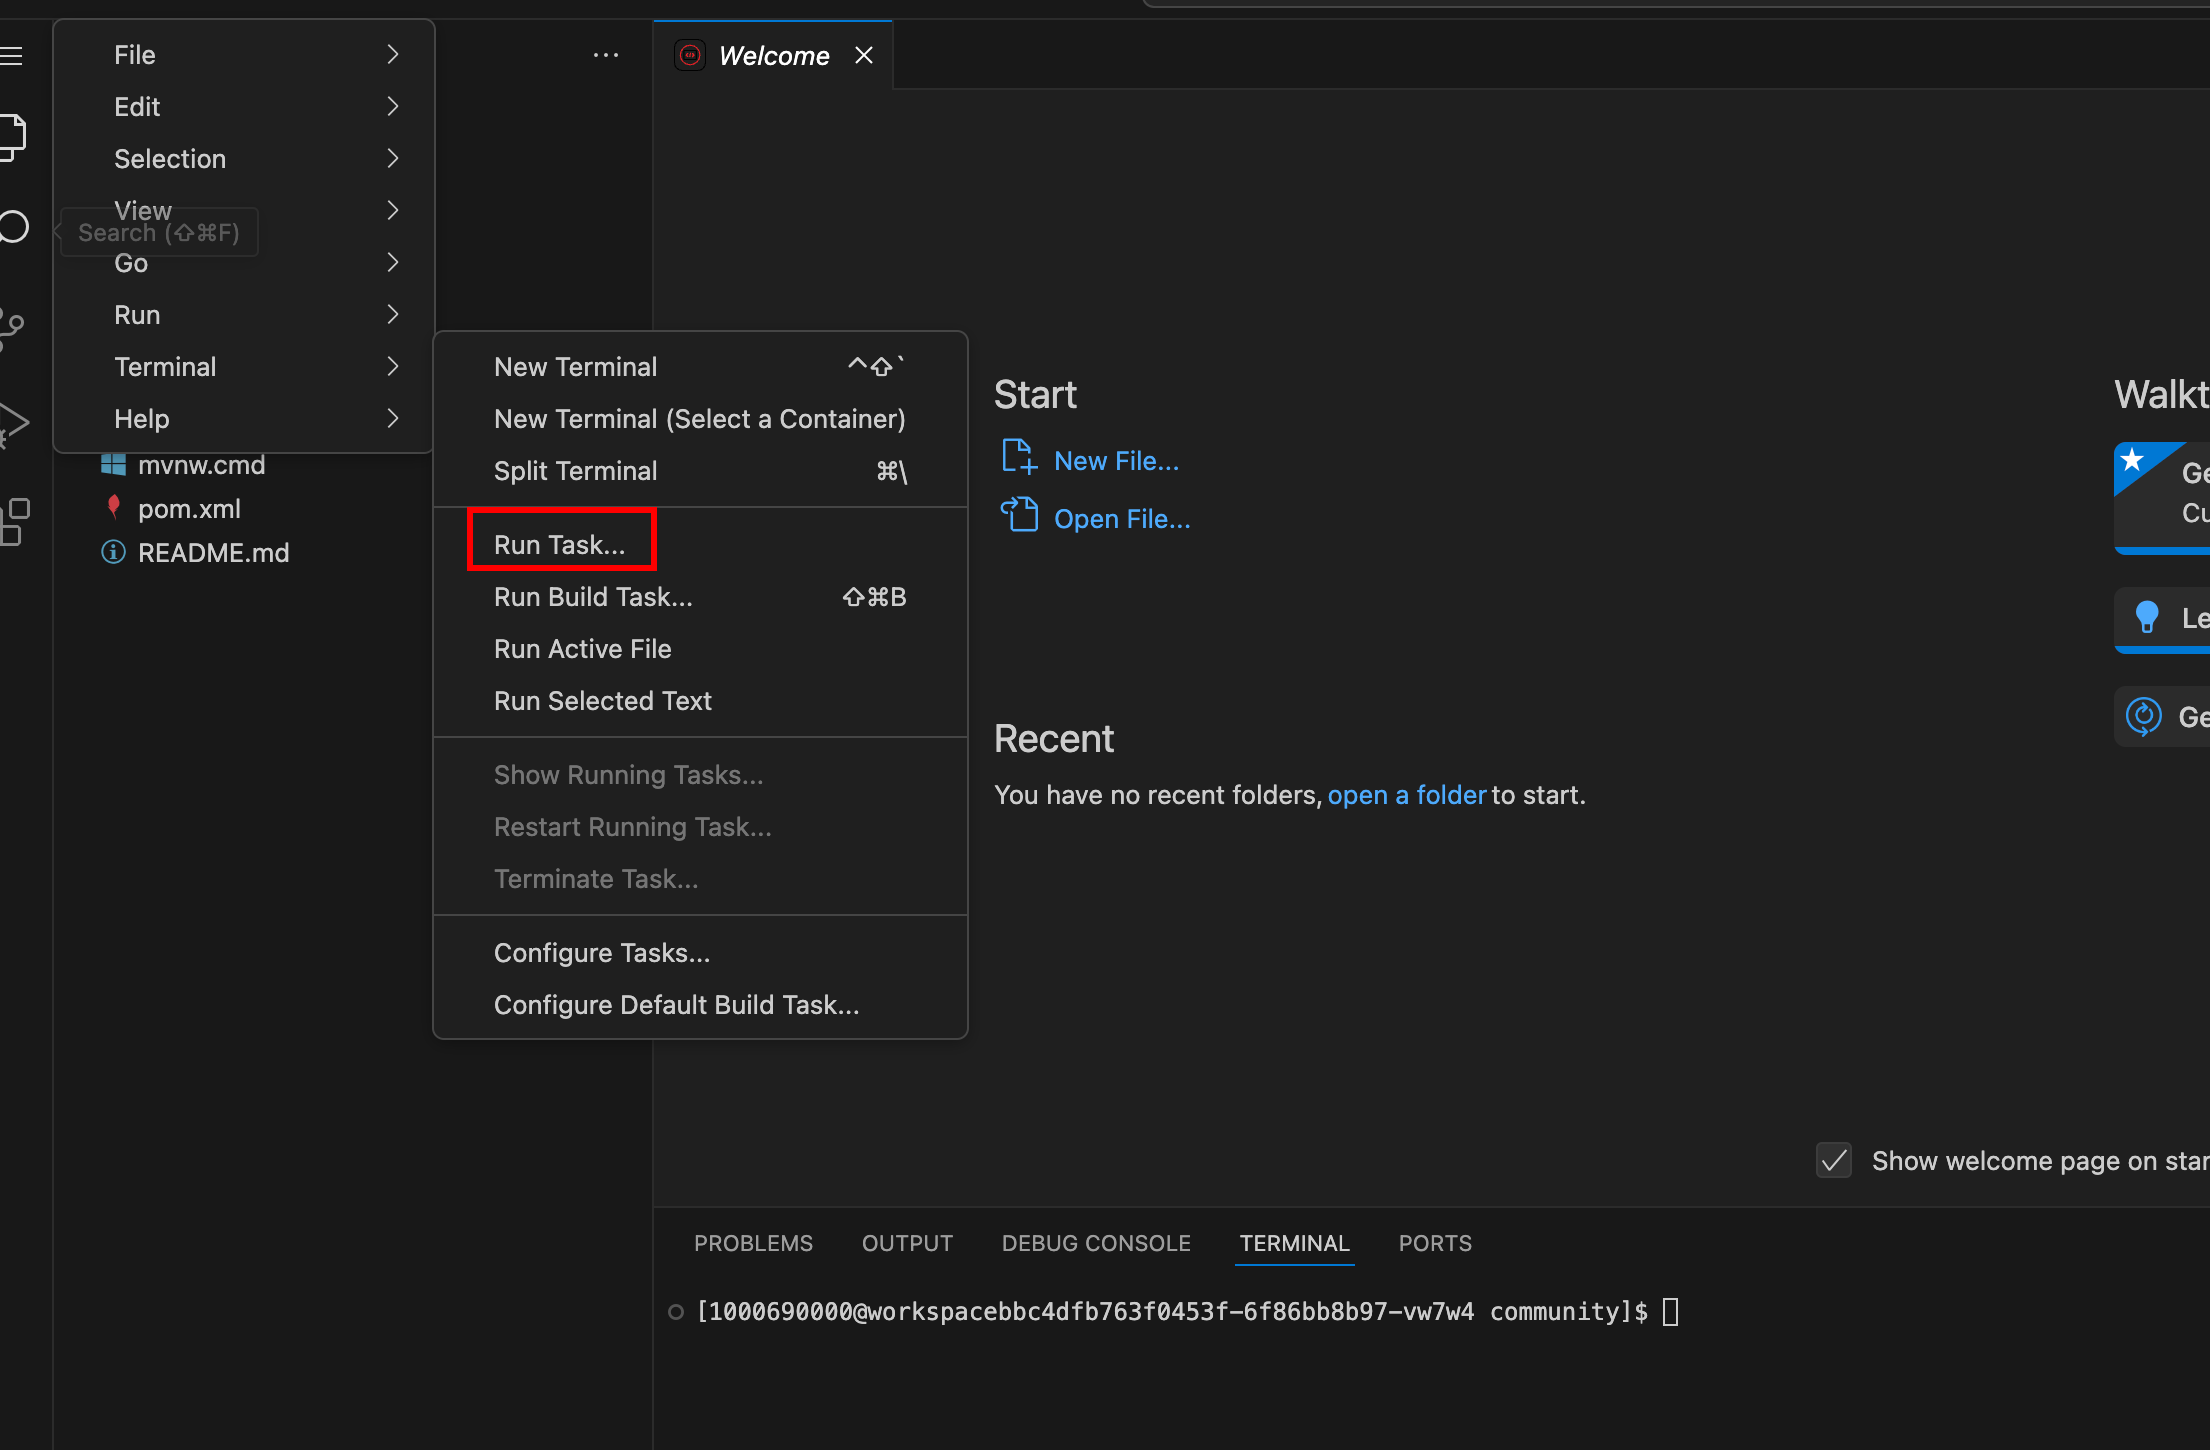 File
Edit
Selection
View
Search (⇧⌘F)
Go
Run
Terminal
Help
mvnw.cmd
pom.xml
README.md
New Terminal ^⇧`
New Terminal (Select a Container)
Split Terminal ⌘\
Run Task...
Run Build Task... ⇧⌘B
Run Active File
Run Selected Text
Show Running Tasks...
Restart Running Task...
Terminate Task...
Configure Tasks...
Configure Default Build Task...
Welcome
Start
New File...
Open File...
Recent
You have no recent folders, open a folder to start.
Walkt
Ge
Cu
Le
Ge
Show welcome page on star
PROBLEMS OUTPUT DEBUG CONSOLE TERMINAL PORTS
[1000690000@workspacebbc4dfb763f0453f-6f86bb8b97-vw7w4 community]$